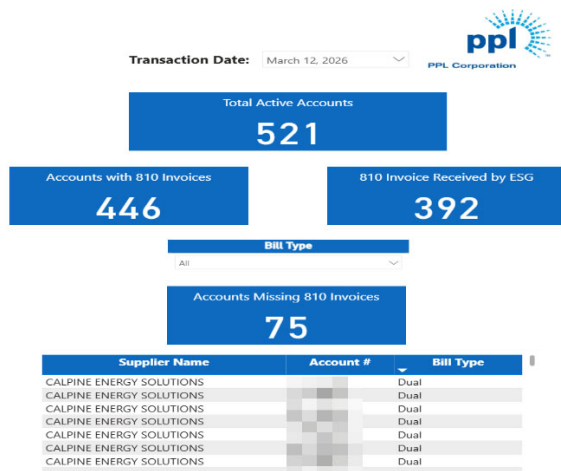 ppl
PPL Corporation
Transaction Date: March 12, 2026
Total Active Accounts
521
Accounts with 810 Invoices
446
810 Invoice Received by ESG
392
Bill Type
All
Accounts Missing 810 Invoices
75
Supplier Name Account # Bill Type
CALPINE ENERGY SOLUTIONS Dual
CALPINE ENERGY SOLUTIONS Dual
CALPINE ENERGY SOLUTIONS Dual
CALPINE ENERGY SOLUTIONS Dual
CALPINE ENERGY SOLUTIONS Dual
CALPINE ENERGY SOLUTIONS Dual
CALPINE ENERGY SOLUTIONS Dual